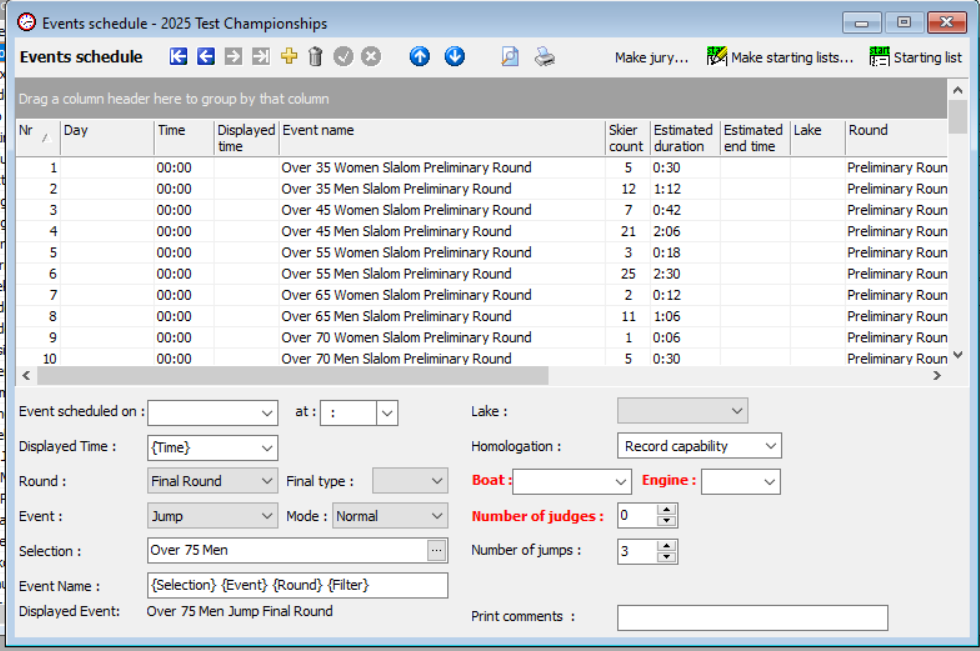 Events schedule - 2025 Test Championships
Events schedule Make jury... Make starting lists... start Starting list
Drag a column header here to group by that column
Nr Day Time Displayed time Event name Skier count Estimated duration Estimated end time Lake Round
1 00:00 Over 35 Women Slalom Preliminary Round 5 0:30 Preliminary Roun
2 00:00 Over 35 Men Slalom Preliminary Round 12 1:12 Preliminary Roun
3 00:00 Over 45 Women Slalom Preliminary Round 7 0:42 Preliminary Roun
4 00:00 Over 45 Men Slalom Preliminary Round 21 2:06 Preliminary Roun
5 00:00 Over 55 Women Slalom Preliminary Round 3 0:18 Preliminary Roun
6 00:00 Over 55 Men Slalom Preliminary Round 25 2:30 Preliminary Roun
7 00:00 Over 65 Women Slalom Preliminary Round 2 0:12 Preliminary Roun
8 00:00 Over 65 Men Slalom Preliminary Round 11 1:06 Preliminary Roun
9 00:00 Over 70 Women Slalom Preliminary Round 1 0:06 Preliminary Roun
10 00:00 Over 70 Men Slalom Preliminary Round 5 0:30 Preliminary Roun
Event scheduled on : at : : Lake :
Displayed Time : {Time} Homologation : Record capability
Round : Final Round Final type : Boat : Engine :
Event : Jump Mode : Normal Number of judges : 0
Selection : Over 75 Men ... Number of jumps : 3
Event Name : {Selection} {Event} {Round} {Filter}
Displayed Event: Over 75 Men Jump Final Round Print comments :